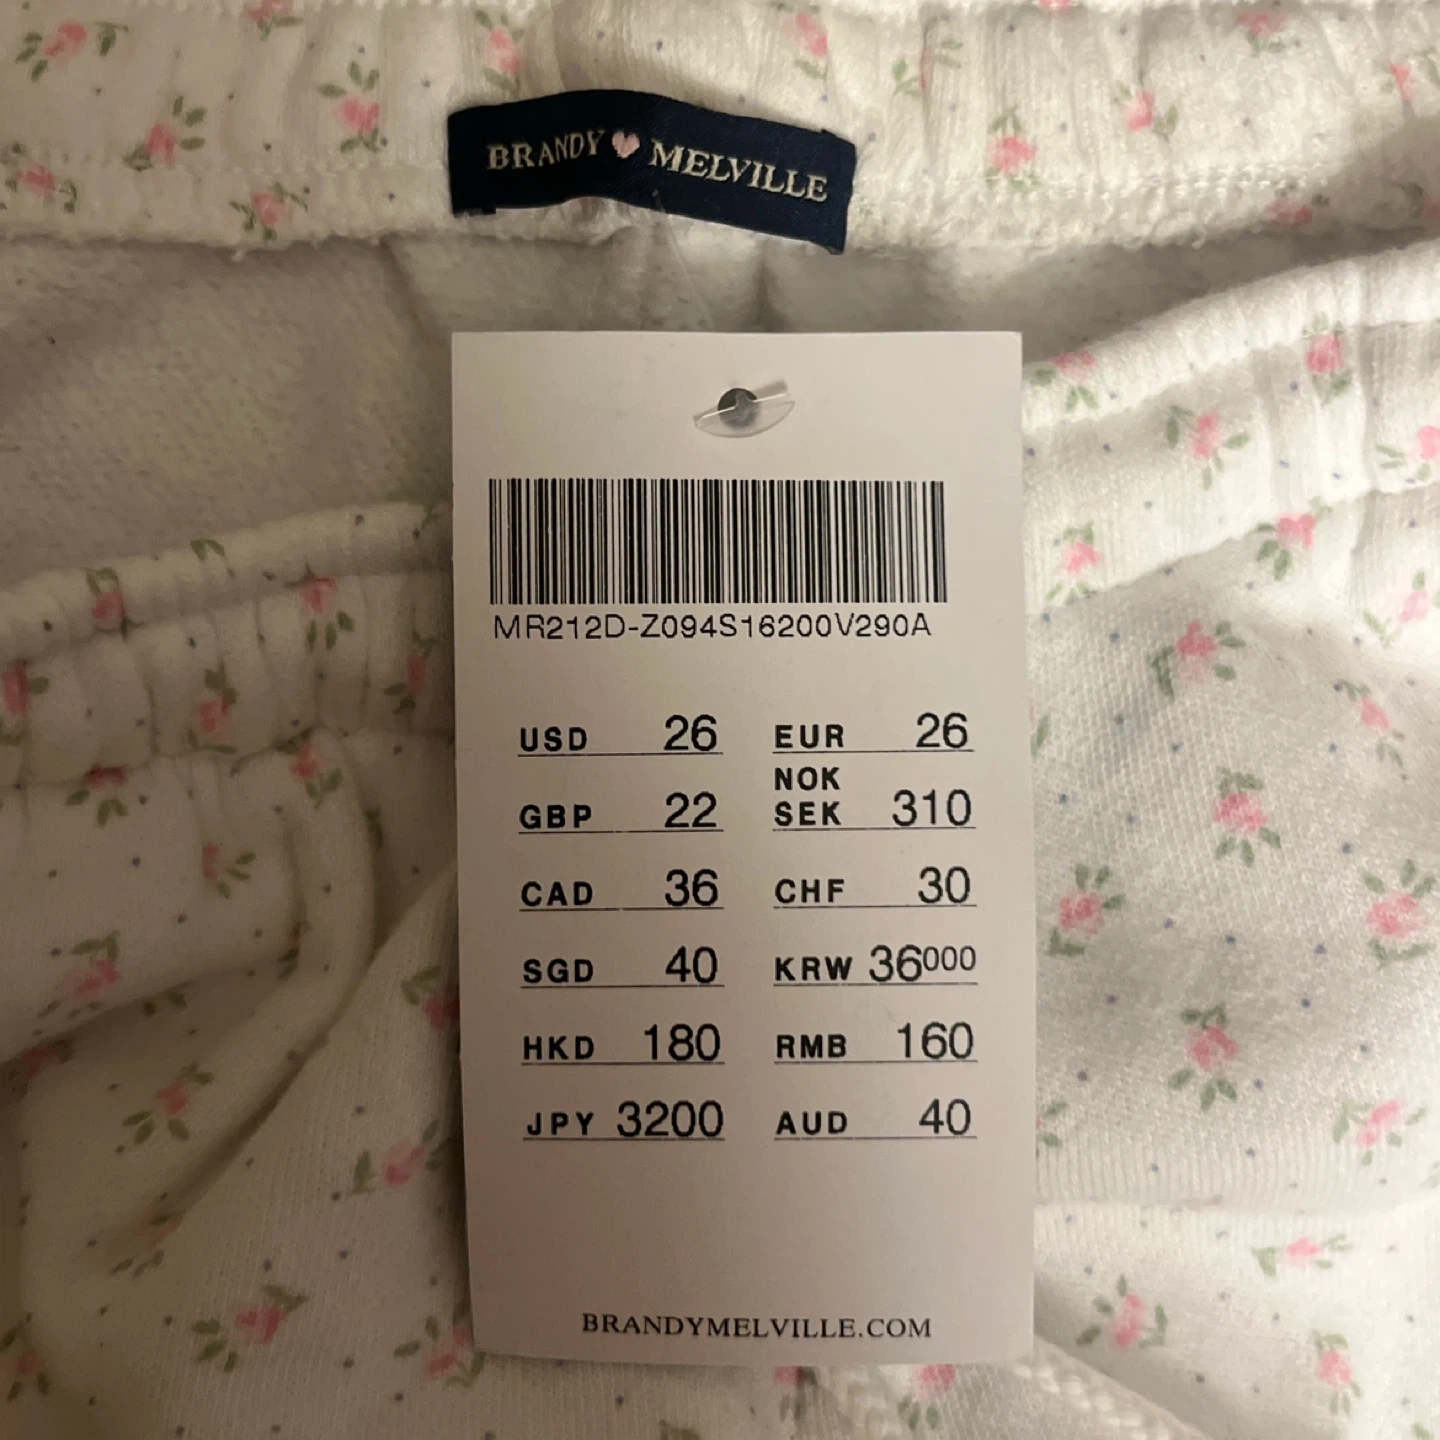 BRANDY MELVILLE
MR212D-Z094S16200V290A
USD 26 EUR 26
GBP 22 NOK SEK 310
CAD 36 CHF 30
SGD 40 KRW 36000
HKD 180 RMB 160
JPY 3200 AUD 40
BRANDYMELVILLE.COM